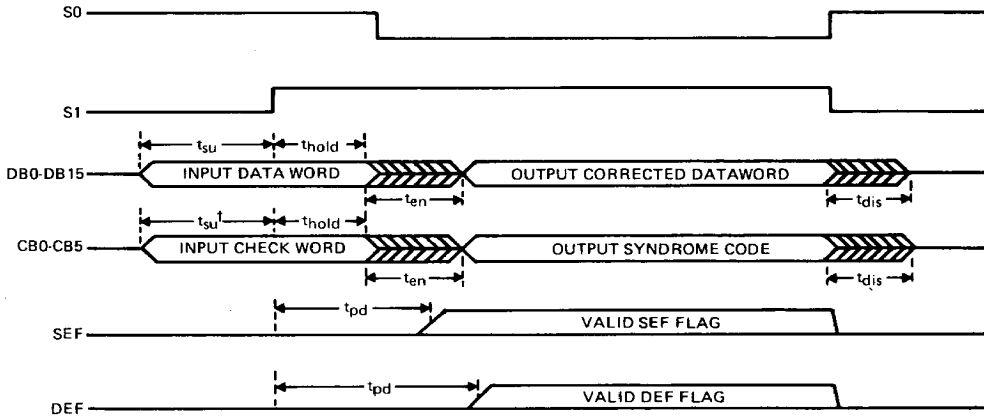 S0
S1
tsu thold
DB0-DB15 INPUT DATA WORD OUTPUT CORRECTED DATAWORD
ten tdis
tsu† thold
CB0-CB5 INPUT CHECK WORD OUTPUT SYNDROME CODE
ten tdis
tpd
SEF VALID SEF FLAG
tpd
DEF VALID DEF FLAG